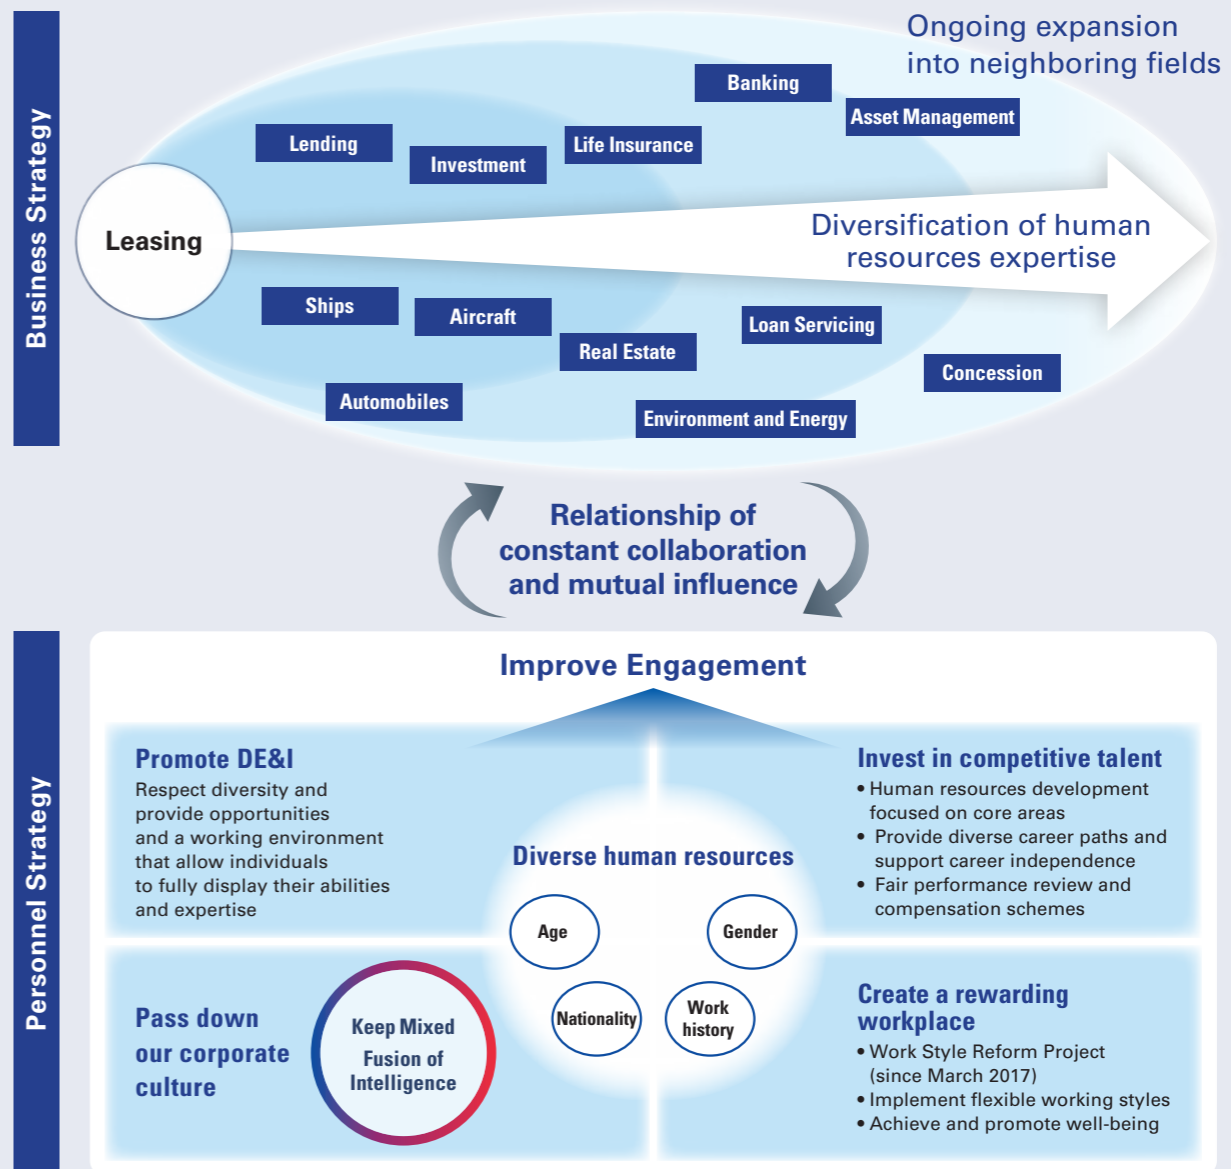 Business Strategy
Ongoing expansion
into neighboring fields
Banking
Asset Management
Lending
Life Insurance
Investment
Leasing
Diversification of human
resources expertise
Ships
Aircraft
Loan Servicing
Real Estate
Concession
Automobiles
Environment and Energy
Relationship of
constant collaboration
and mutual influence
Personnel Strategy
Improve Engagement
Promote DE&I
Respect diversity and
provide opportunities
and a working environment
that allow individuals
to fully display their abilities
and expertise
Invest in competitive talent
• Human resources development
focused on core areas
• Provide diverse career paths and
support career independence
• Fair performance review and
compensation schemes
Diverse human resources
Age
Gender
Nationality
Work
history
Pass down
our corporate
culture
Keep Mixed
Fusion of
Intelligence
Create a rewarding
workplace
• Work Style Reform Project
(since March 2017)
• Implement flexible working styles
• Achieve and promote well-being